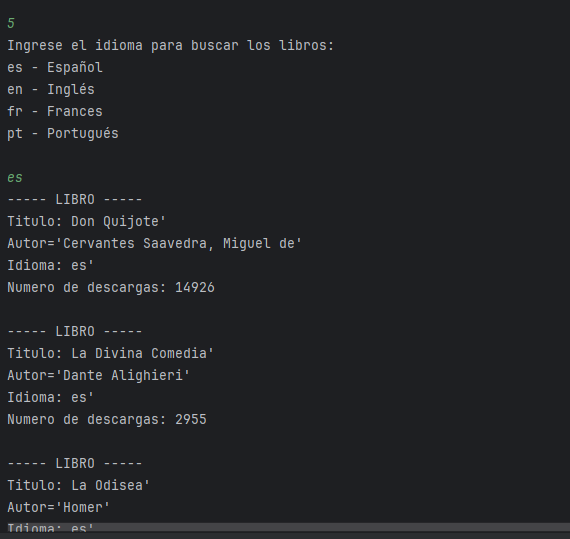 5
Ingrese el idioma para buscar los libros:
es - Español
en - Inglés
fr - Frances
pt - Portugués
es
----- LIBRO -----
Titulo: Don Quijote'
Autor='Cervantes Saavedra, Miguel de'
Idioma: es'
Numero de descargas: 14926
----- LIBRO -----
Titulo: La Divina Comedia'
Autor='Dante Alighieri'
Idioma: es'
Numero de descargas: 2955
----- LIBRO -----
Titulo: La Odisea'
Autor='Homer'
Idioma: es'